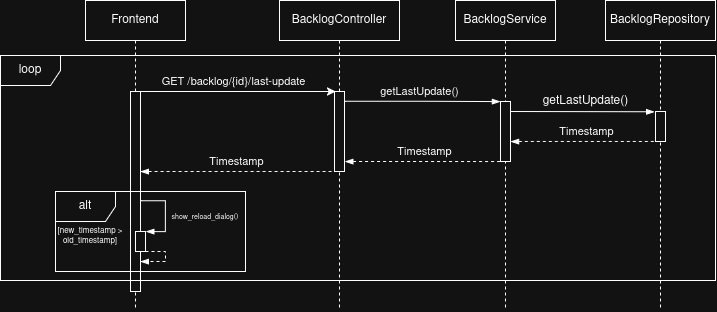 Frontend
BacklogController
BacklogService
BacklogRepository
loop
GET /backlog/{id}/last-update
getLastUpdate()
getLastUpdate()
Timestamp
Timestamp
Timestamp
alt
show_reload_dialog()
[new_timestamp >
old_timestamp]